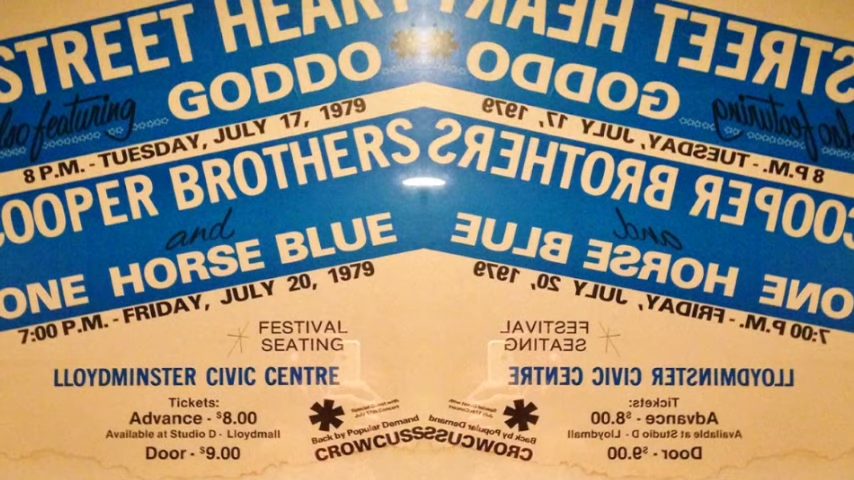 STREET HEART
also featuring GODDO
8 P.M. - TUESDAY, JULY 17, 1979
COOPER BROTHERS
and
ONE HORSE BLUE
7:00 P.M. - FRIDAY, JULY 20, 1979
FESTIVAL
SEATING
LLOYDMINSTER CIVIC CENTRE
Tickets:
Advance - $8.00
Available at Studio D - Lloydmall
Door - $9.00
Back by Popular Demand
CROWCUSS